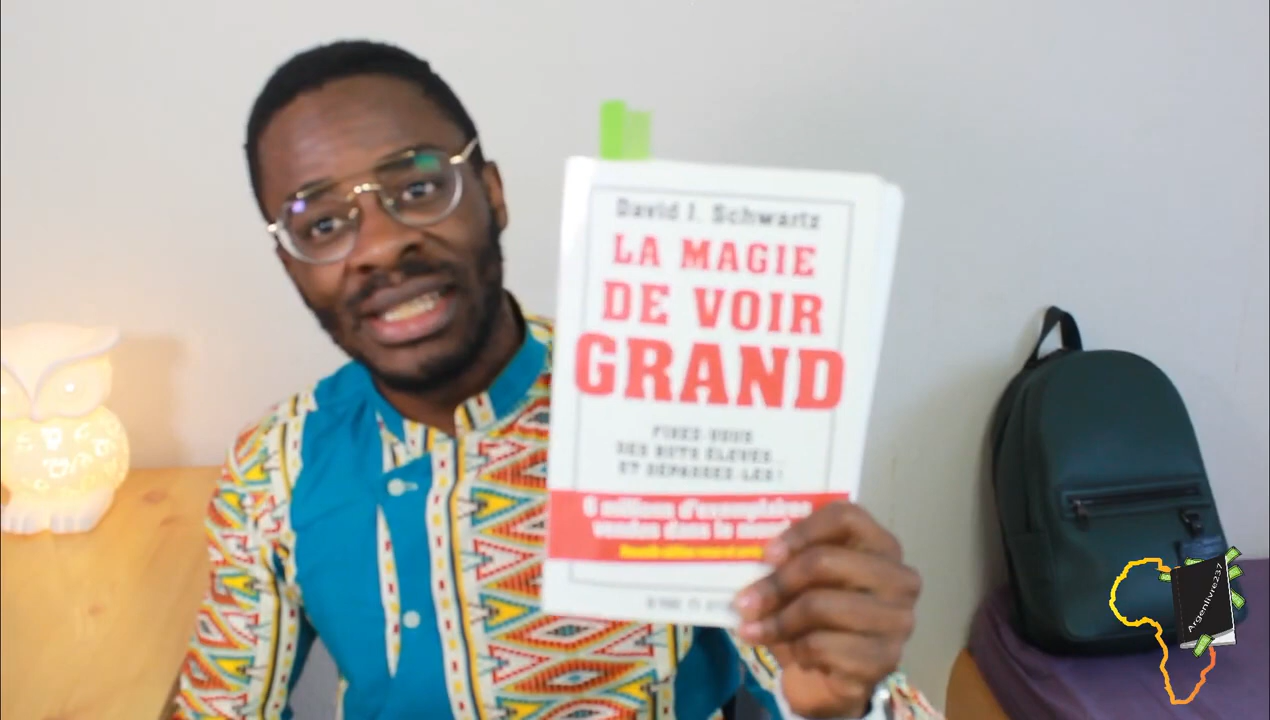 David J. Schwartz
LA MAGIE
DE VOIR
GRAND
FIXEZ-VOUS
DES BUTS ÉLEVÉS...
ET DÉPASSEZ-LES !
6 millions d'exemplaires
vendus dans le monde
Argenlivre237